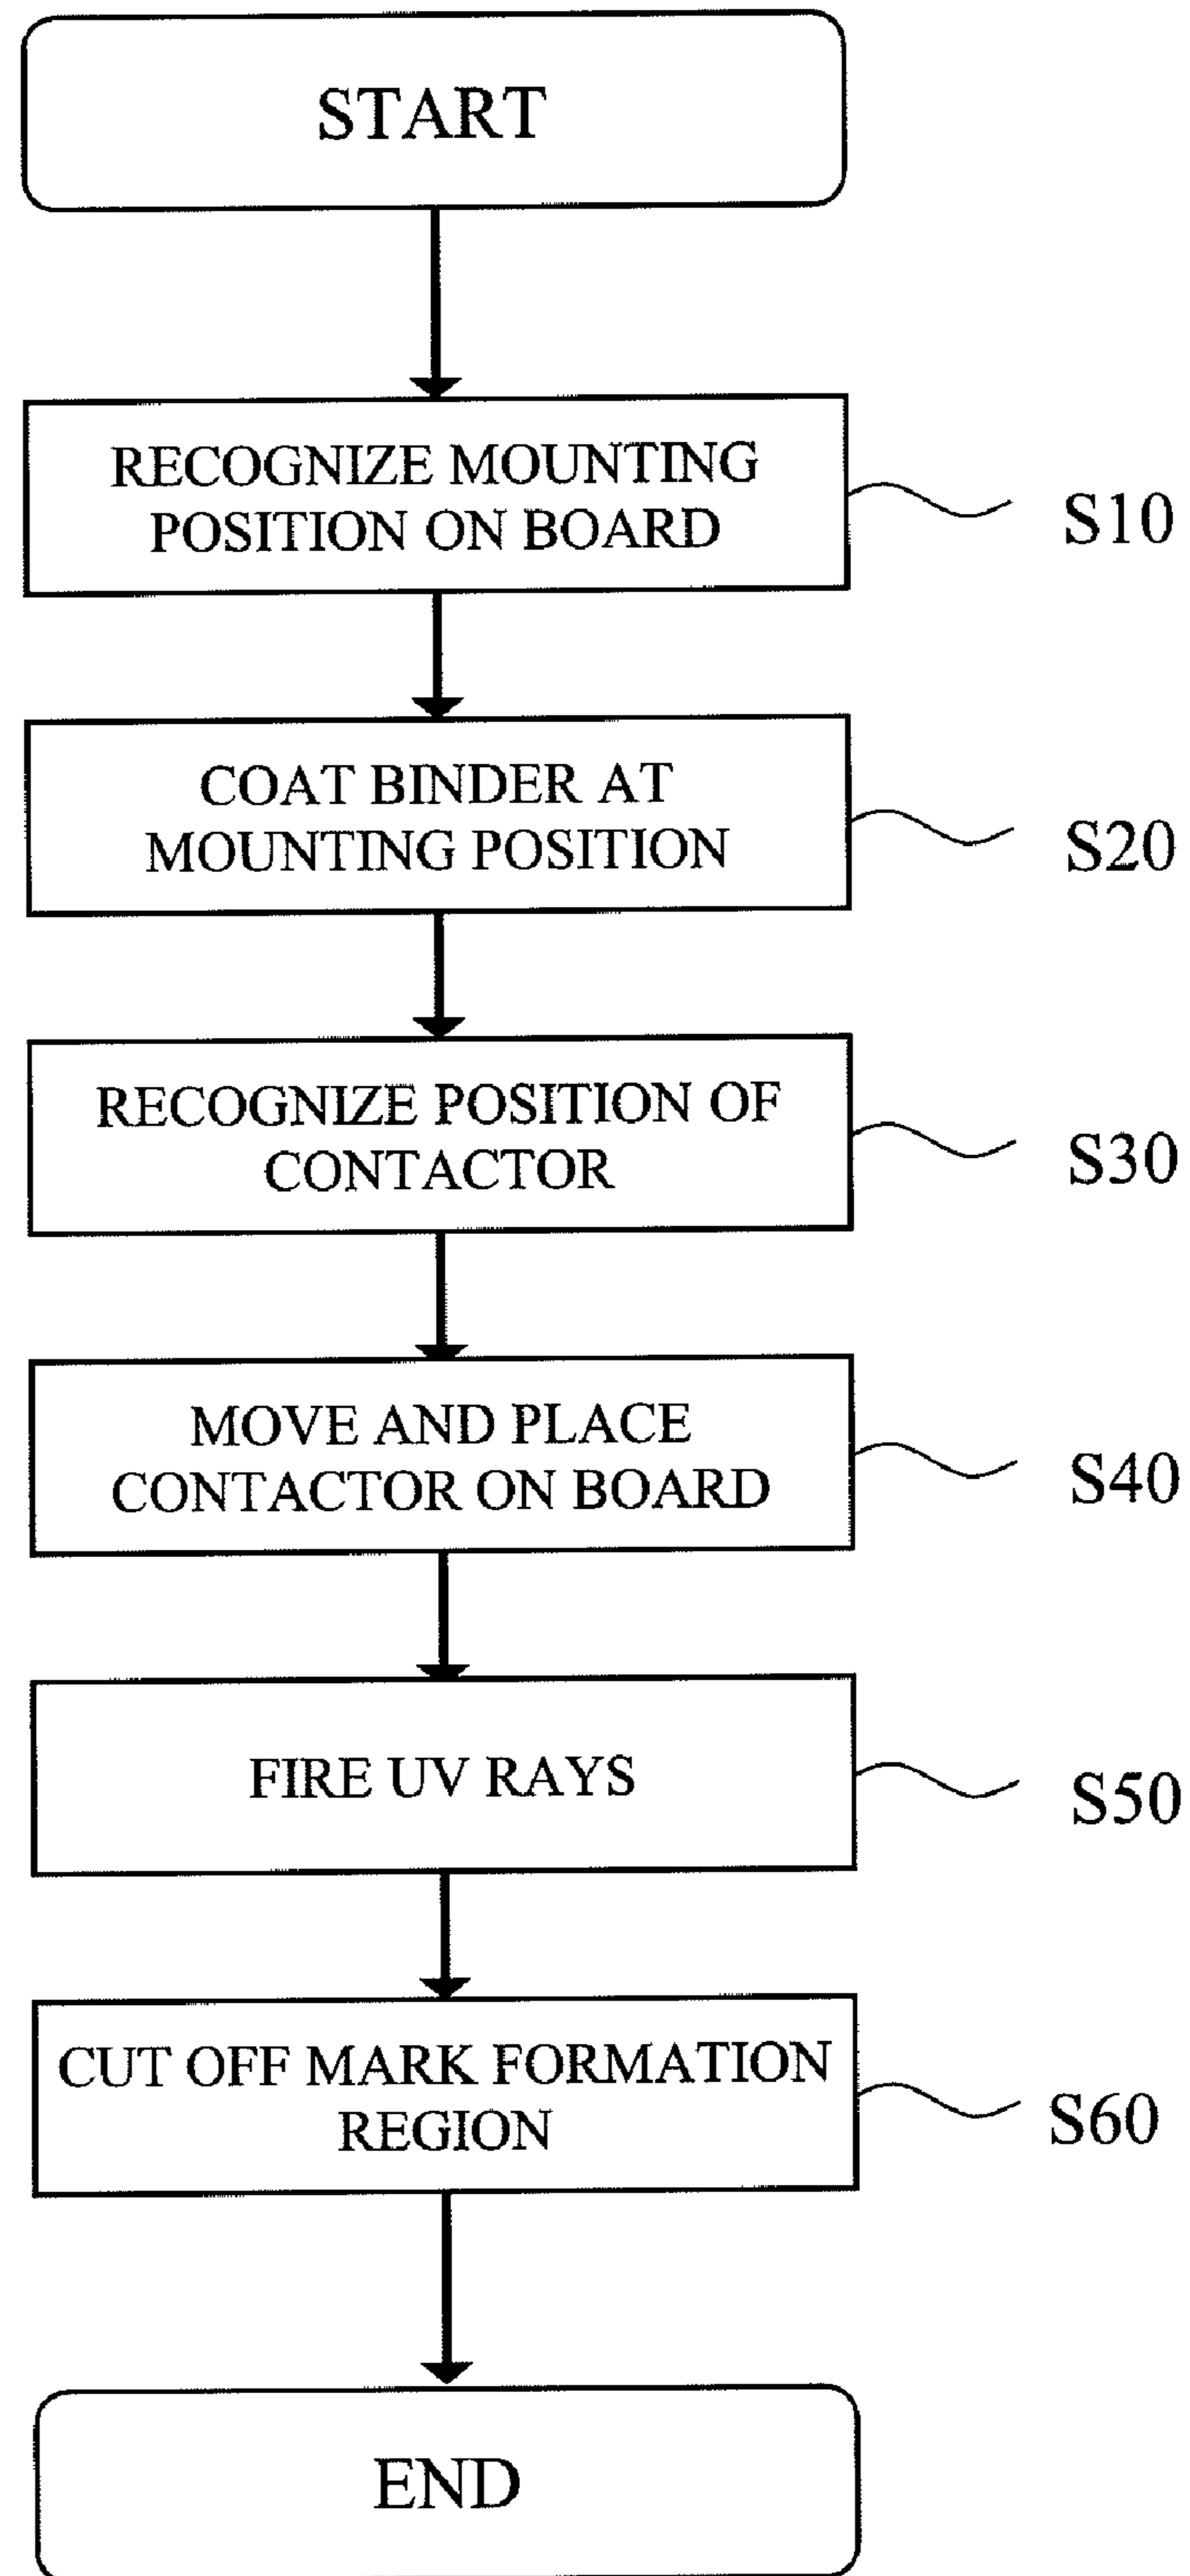 START
RECOGNIZE MOUNTING
POSITION ON BOARD
S10
COAT BINDER AT
MOUNTING POSITION
S20
RECOGNIZE POSITION OF
CONTACTOR
S30
MOVE AND PLACE
CONTACTOR ON BOARD
S40
FIRE UV RAYS
S50
CUT OFF MARK FORMATION
REGION
S60
END